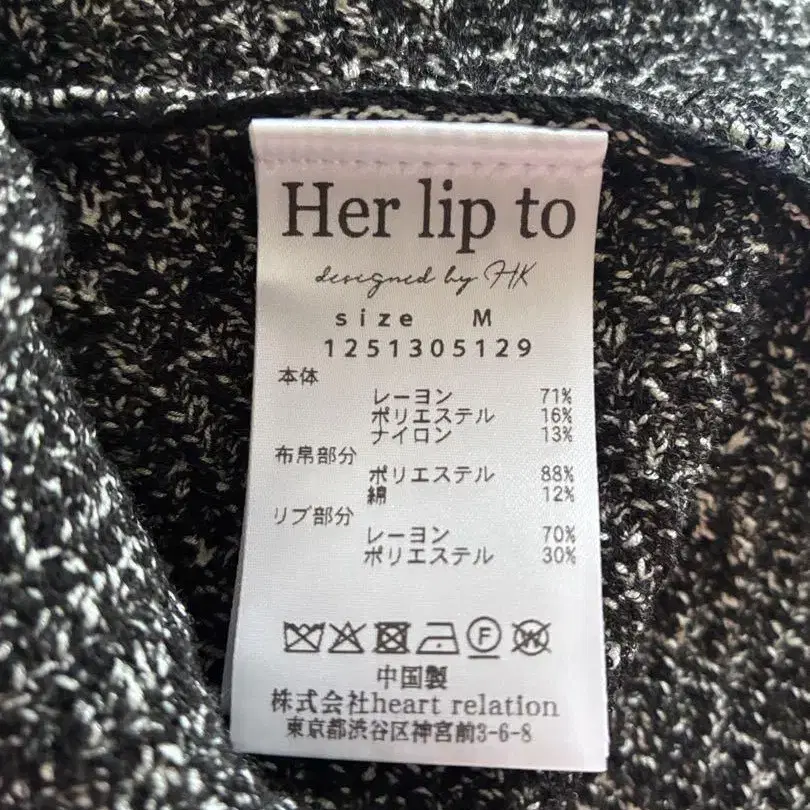 Her lip to
designed by HK
size M
1251305129
本体
レーヨン 71%
ポリエステル 16%
ナイロン 13%
布帛部分
ポリエステル 88%
綿 12%
リブ部分
レーヨン 70%
ポリエステル 30%
F W
中国製
株式会社heart relation
東京都渋谷区神宮前3-6-8